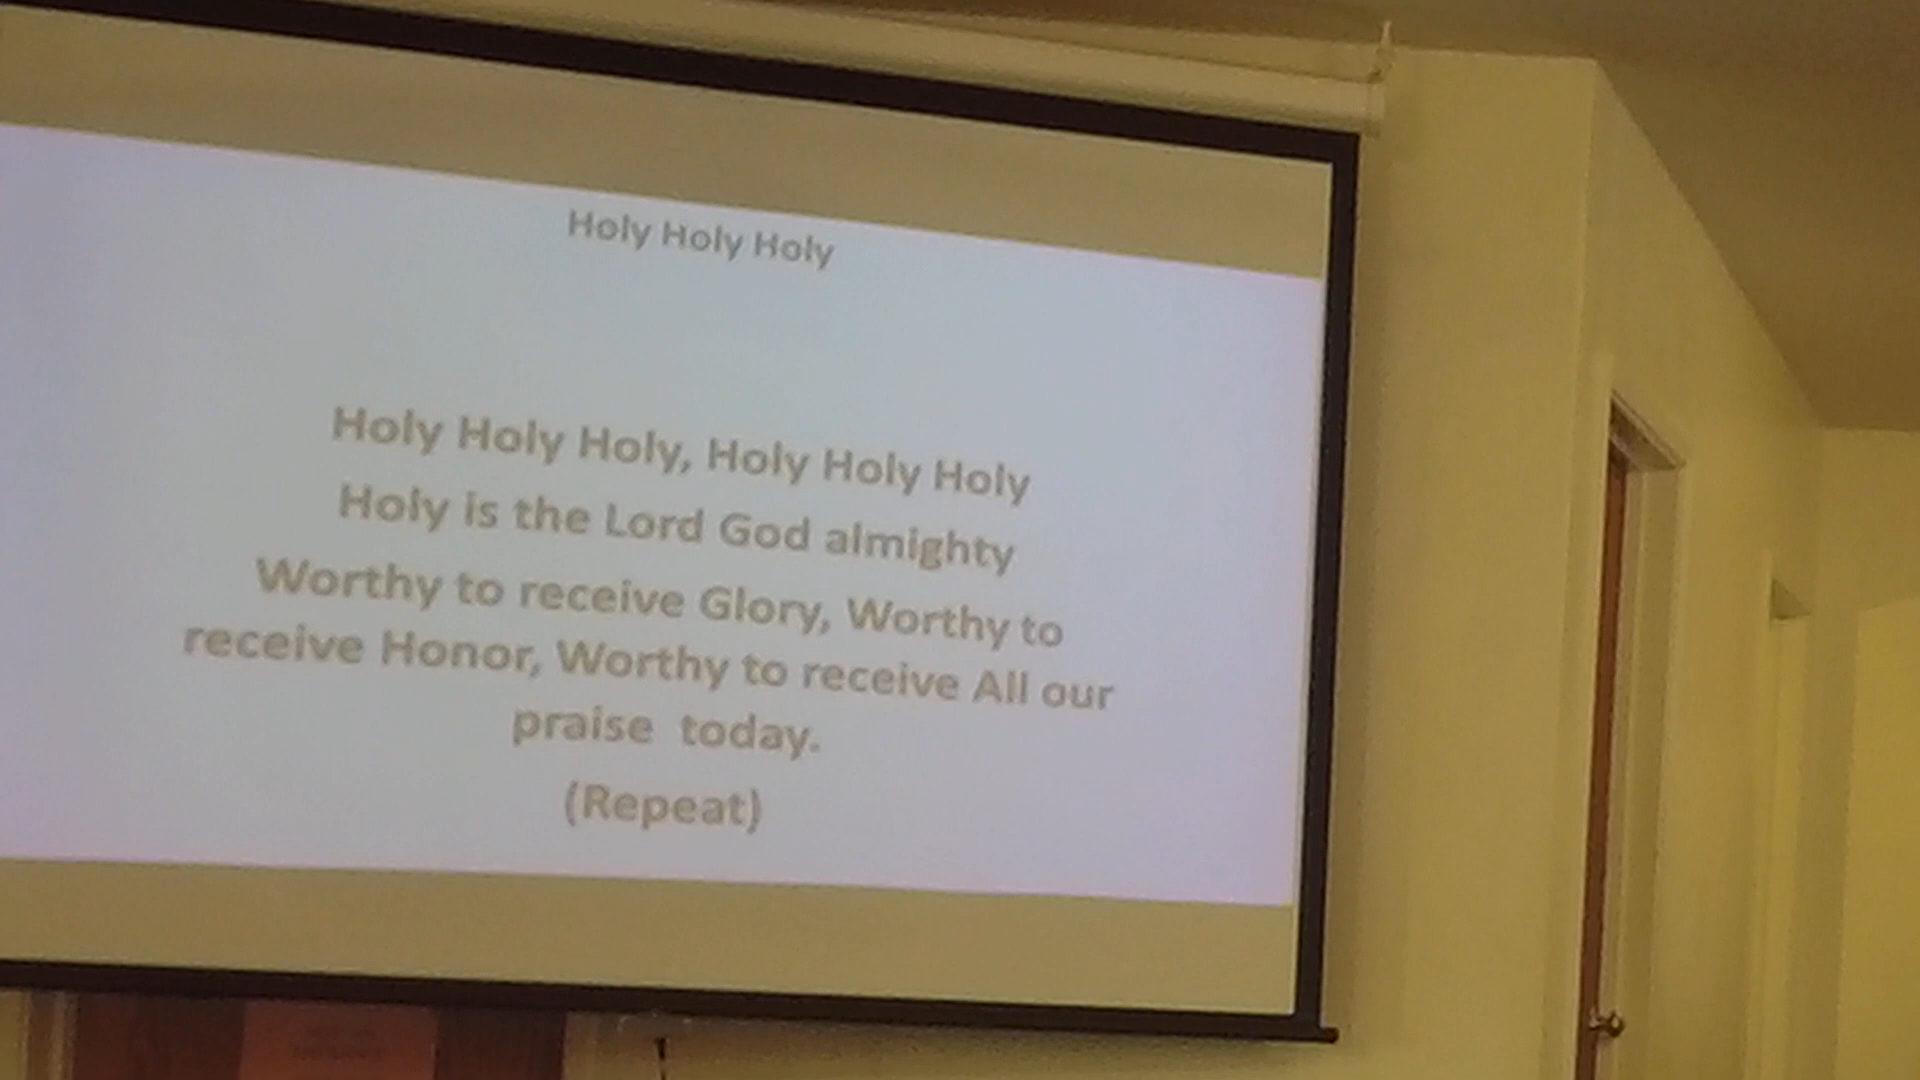 Holy Holy Holy
Holy Holy Holy, Holy Holy Holy
Holy is the Lord God almighty
Worthy to receive Glory, Worthy to
receive Honor, Worthy to receive All our
praise today.
(Repeat)